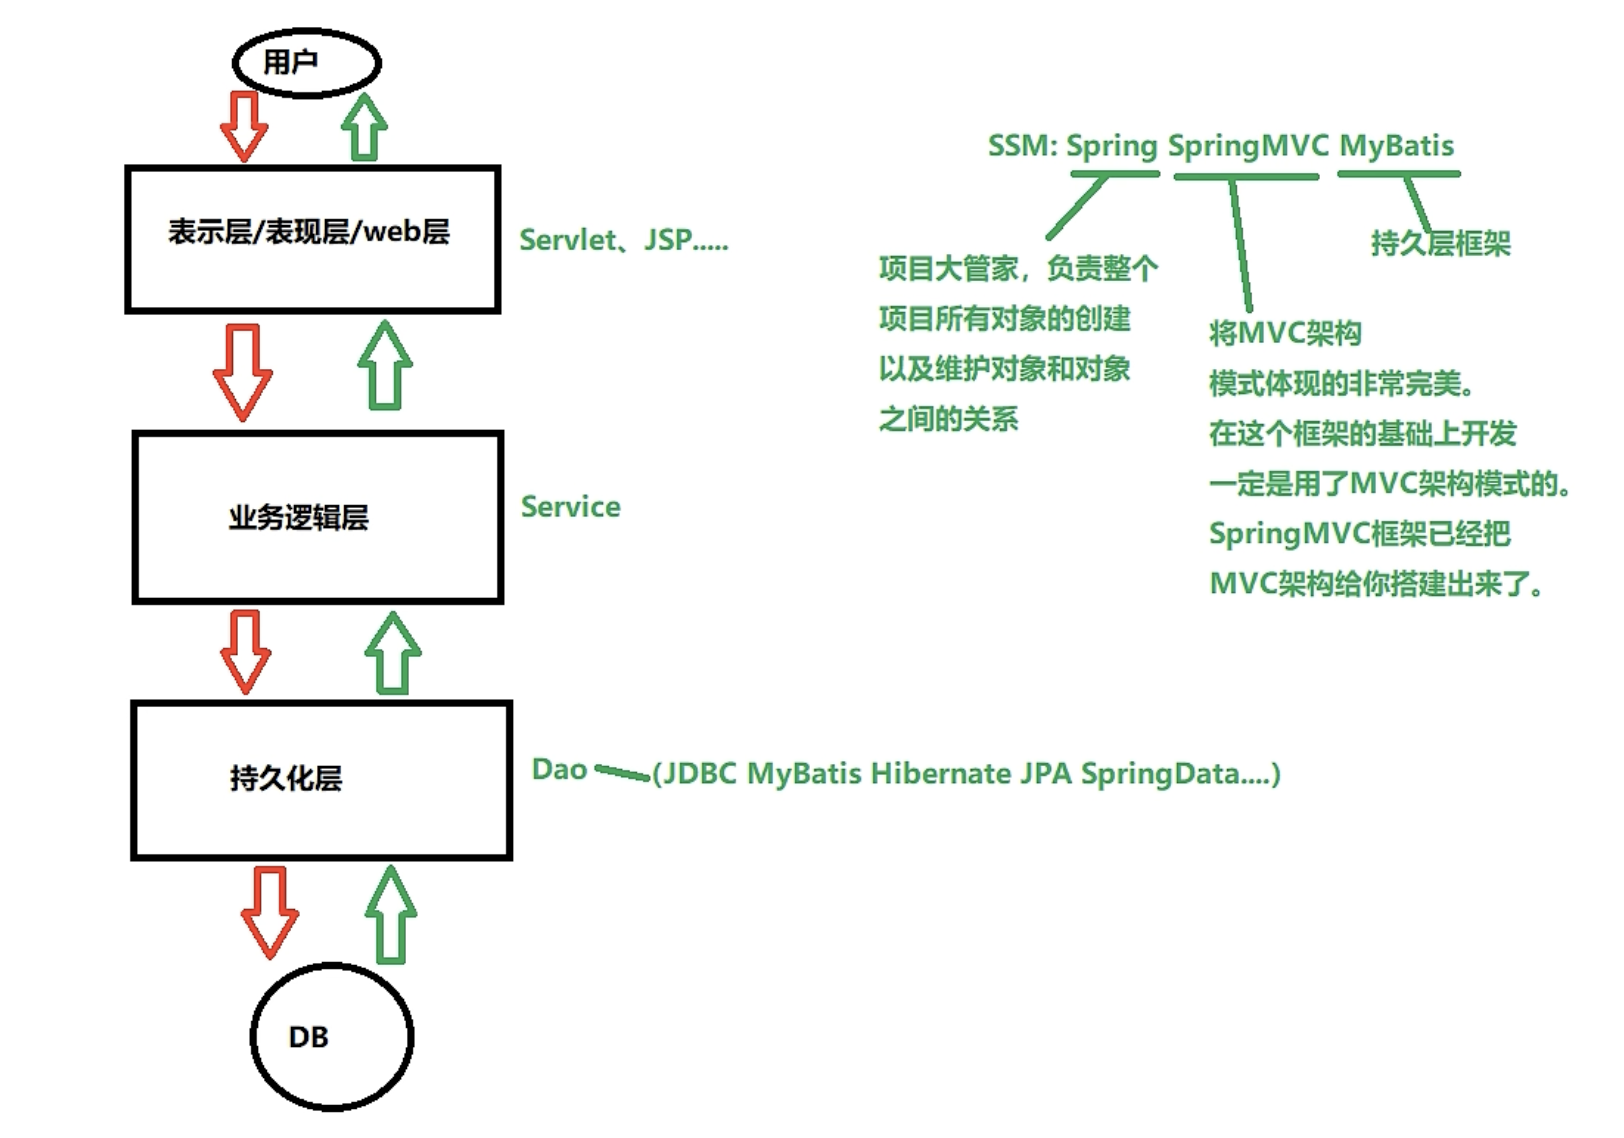 用户
表示层/表现层/web层
Servlet、JSP.....
业务逻辑层
Service
持久化层
Dao
(JDBC MyBatis Hibernate JPA SpringData....)
DB
SSM: Spring SpringMVC MyBatis
项目大管家，负责整个
项目所有对象的创建
以及维护对象和对象
之间的关系
将MVC架构
模式体现的非常完美。
在这个框架的基础上开发
一定是用了MVC架构模式的。
SpringMVC框架已经把
MVC架构给你搭建出来了。
持久层框架